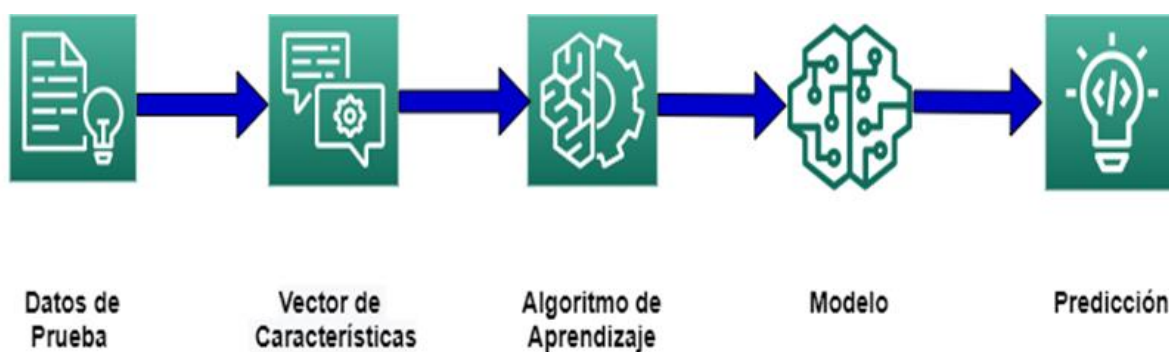 Datos de
Prueba
Vector de
Características
Algoritmo de
Aprendizaje
Modelo
Predicción